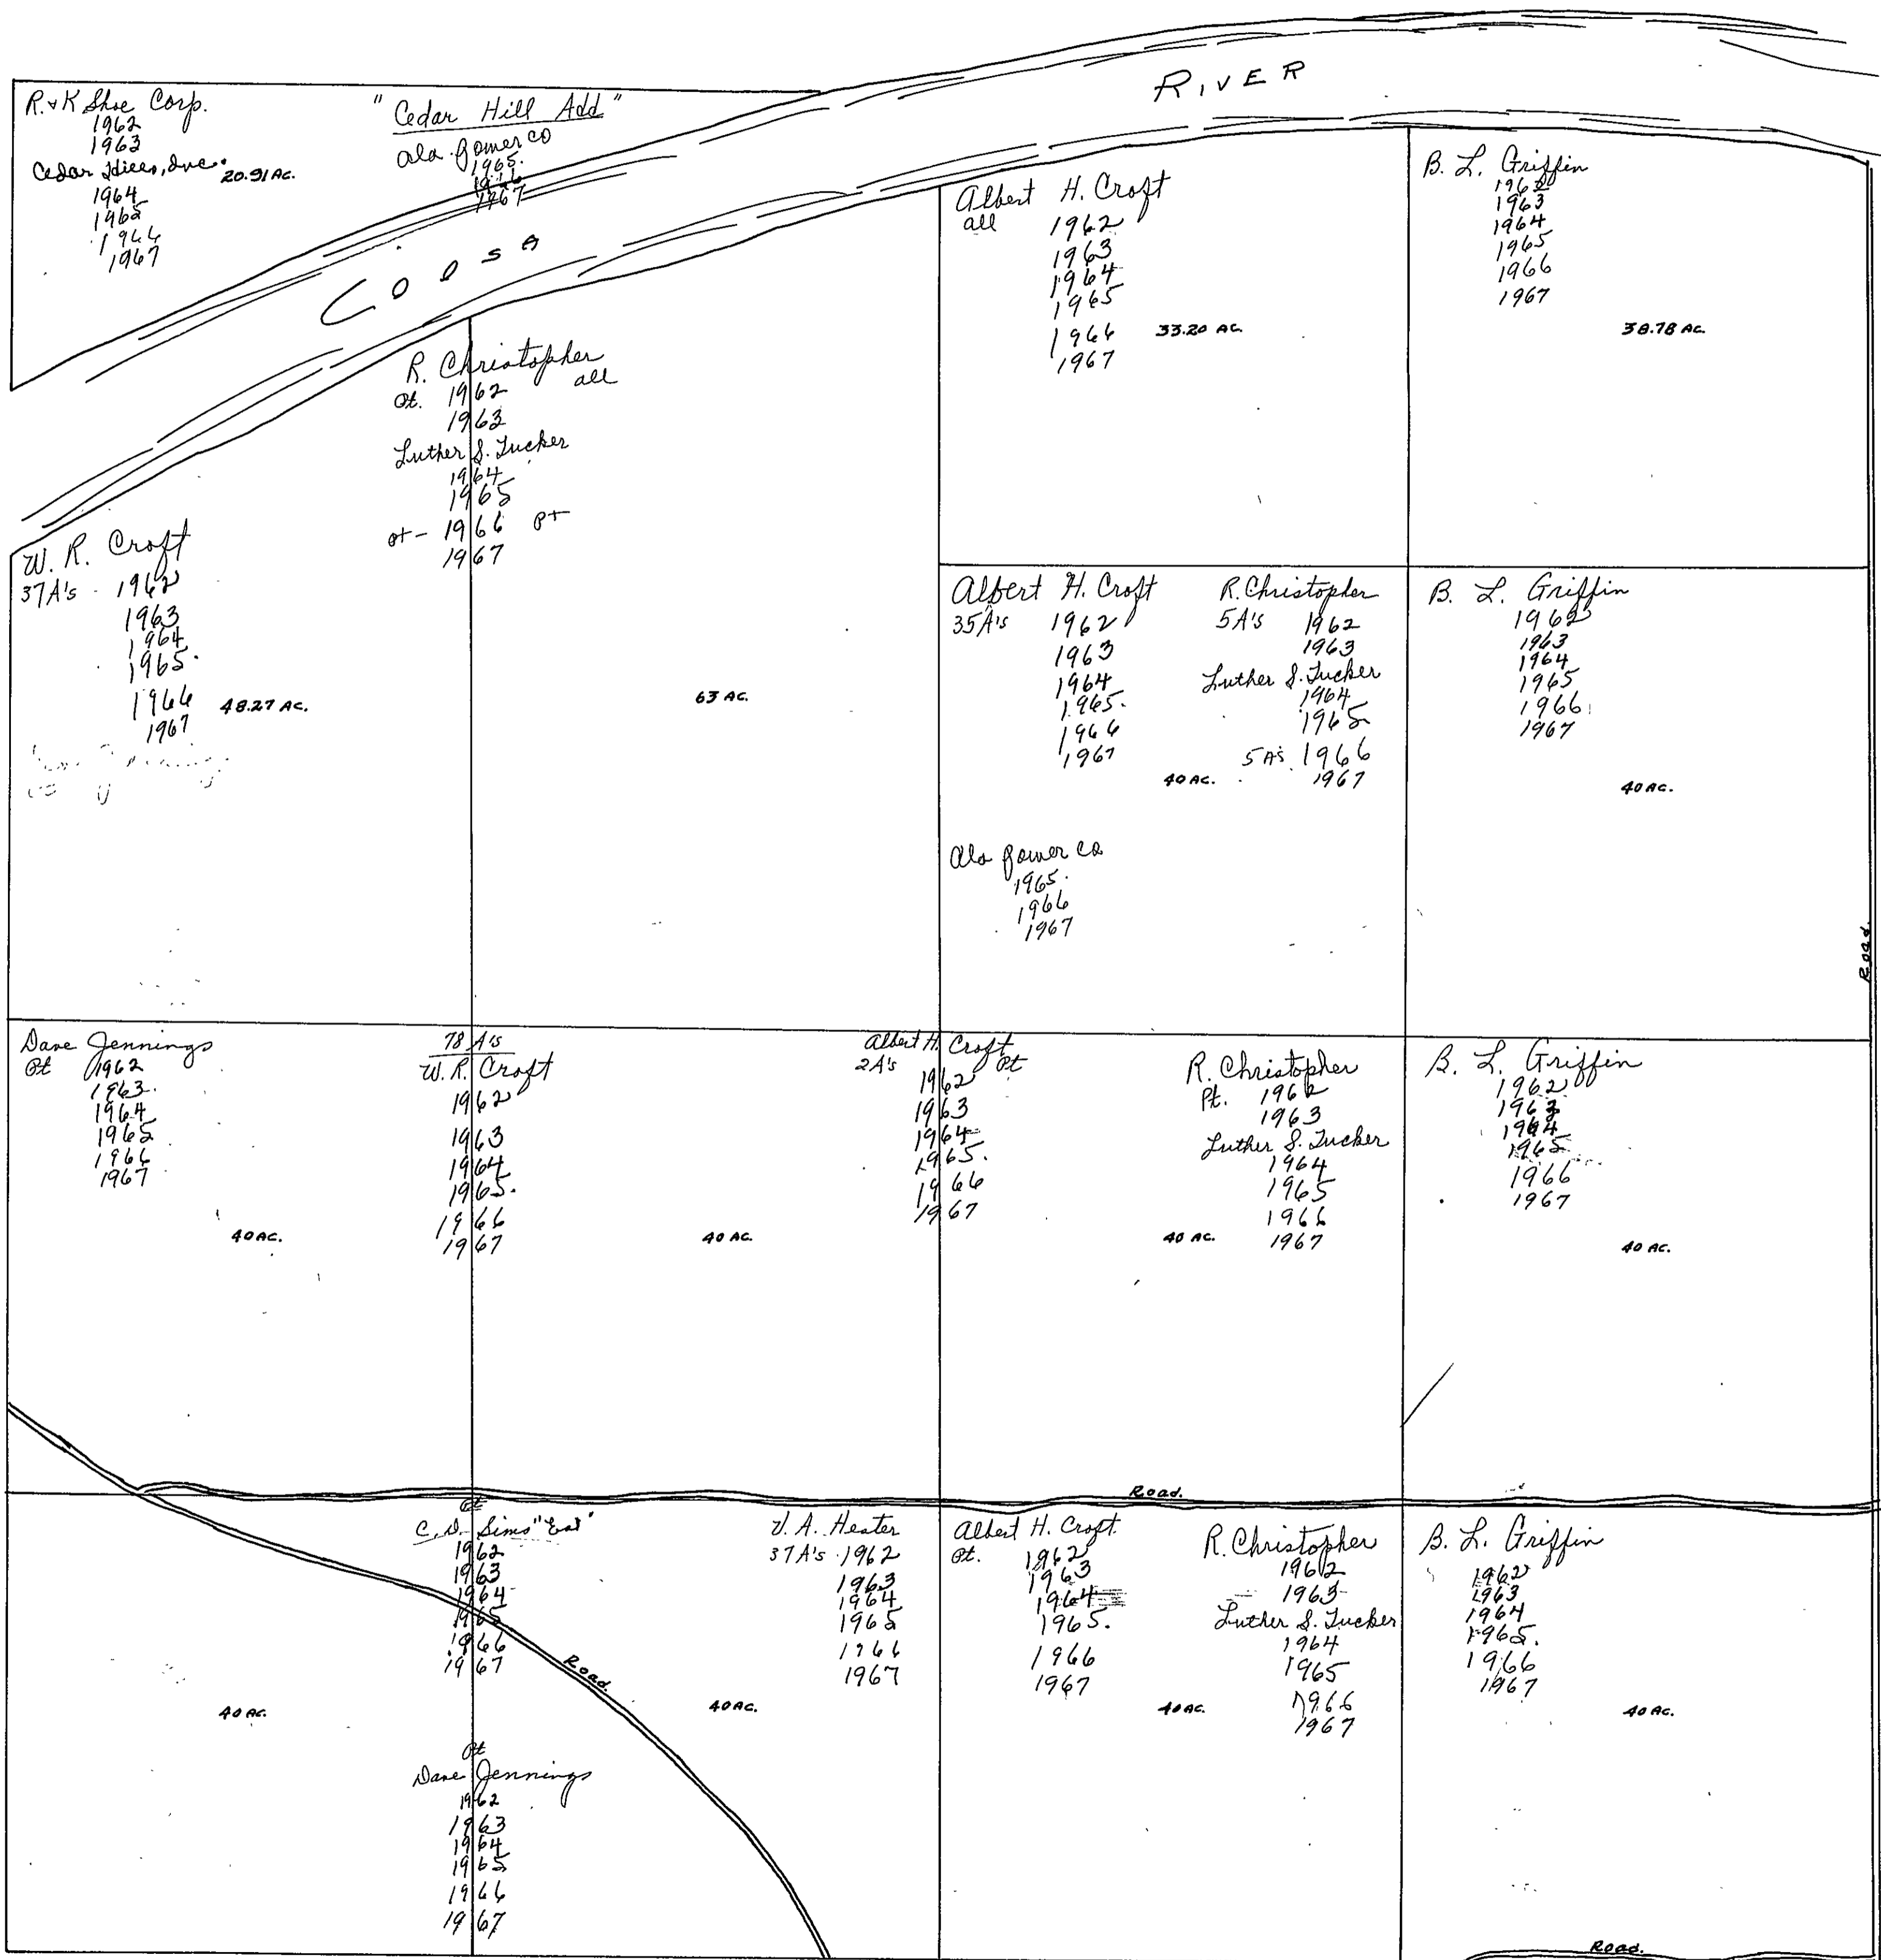 RIVER
COOSA
R. & K Shoe Corp.
1962
1963
Cedar Hills, Inc.
20.91 AC.
1964
1965
1966
1967
"Cedar Hill Add"
Ala. Power Co
1965.
1966
1967
R. Christopher
all
Pt. 1962
1963
Luther S. Tucker
1964
1965
pt - 1966 pt
1967
63 AC.
Albert H. Croft
all 1962
1963
1964
1965
1966
1967
33.20 AC.
B. L. Griffin
1962
1963
1964
1965
1966
1967
38.78 AC.
W. R. Croft
37A's - 1962
1963
1964
1965.
1966
1967
48.27 AC.
Albert H. Croft
35A's 1962
1963
1964
1965.
1966
1967
R. Christopher
5A's 1962
1963
Luther S. Tucker
1964
1965
5 A's. 1966
1967
40 AC.
Ala Power Co
1965.
1966
1967
B. L. Griffin
1962
1963
1964
1965
1966
1967
40 AC.
Road.
Dave Jennings
Pt 1962
1963.
1964
1965
1966
1967
40 AC.
78 A's
W. R. Croft
1962
1963
1964
1965.
1966
1967
40 AC.
Albert H. Croft
2A's Pt
1962
1963
1964
1965.
1966
1967
R. Christopher
Pt. 1962
1963
Luther S. Tucker
1964
1965
1966
1967
40 AC.
B. L. Griffin
1962
1963
1964
1965
1966
1967
40 AC.
Road.
Pt
C. D. Sims "Est"
1962
1963
1964
1965
1966
1967
Road.
40 AC.
Pt
Dave Jennings
1962
1963
1964
1965
1966
1967
V. A. Hester
37A's 1962
1963
1964
1965
1966
1967
40 AC.
Albert H. Croft.
Pt. 1962
1963
1964
1965.
1966
1967
R. Christopher
1962
1963
Luther S. Tucker
1964
1965
1966
1967
40 AC.
B. L. Griffin
1962
1963
1964
1965.
1966
1967
40 AC.
Road.